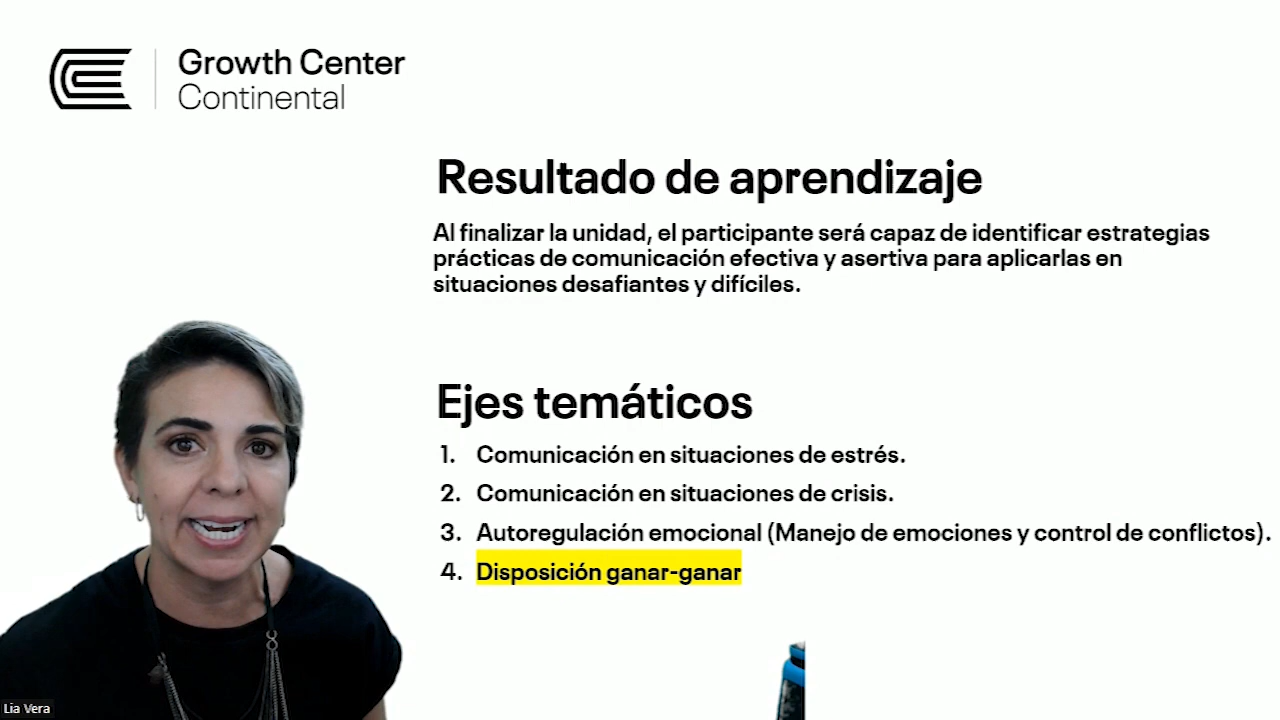 Growth Center
Continental
Resultado de aprendizaje
Al finalizar la unidad, el participante será capaz de identificar estrategias
prácticas de comunicación efectiva y asertiva para aplicarlas en
situaciones desafiantes y difíciles.
Ejes temáticos
1. Comunicación en situaciones de estrés.
2. Comunicación en situaciones de crisis.
3. Autoregulación emocional (Manejo de emociones y control de conflictos).
4. Disposición ganar-ganar
Lia Vera